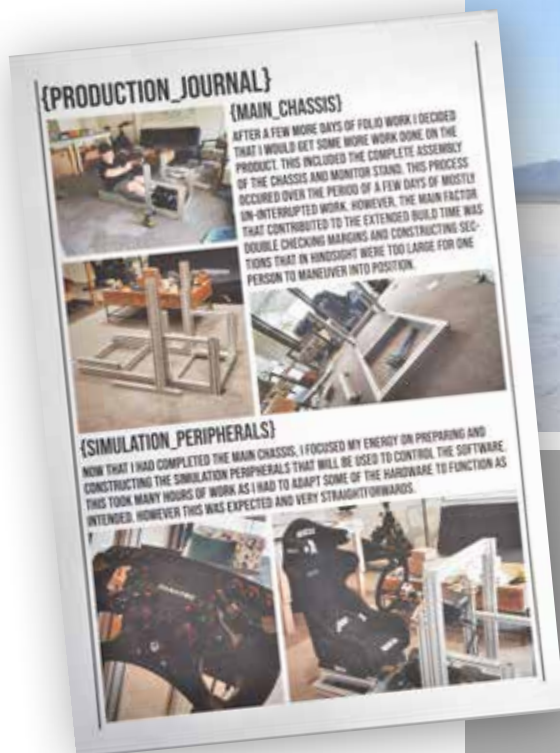 {PRODUCTION_JOURNAL}
{MAIN_CHASSIS}
AFTER A FEW MORE DAYS OF FOLIO WORK I DECIDED
THAT I WOULD GET SOME MORE WORK DONE ON THE
PRODUCT. THIS INCLUDED THE COMPLETE ASSEMBLY
OF THE CHASSIS AND MONITOR STAND. THIS PROCESS
OCCURED OVER THE PERIOD OF A FEW DAYS OF MOSTLY
UN-INTERRUPTED WORK. HOWEVER, THE MAIN FACTOR
THAT CONTRIBUTED TO THE EXTENDED BUILD TIME WAS
DOUBLE CHECKING MARGINS AND CONSTRUCTING SEC-
TIONS THAT IN HINDSIGHT WERE TOO LARGE FOR ONE
PERSON TO MANEUVER INTO POSITION.
{SIMULATION_PERIPHERALS}
NOW THAT I HAD COMPLETED THE MAIN CHASSIS, I FOCUSED MY ENERGY ON PREPARING AND
CONSTRUCTING THE SIMULATION PERIPHERALS THAT WILL BE USED TO CONTROL THE SOFTWARE.
THIS TOOK MANY HOURS OF WORK AS I HAD TO ADAPT SOME OF THE HARDWARE TO FUNCTION AS
INTENDED. HOWEVER THIS WAS EXPECTED AND VERY STRAIGHTFORWARDS.
FANATEC